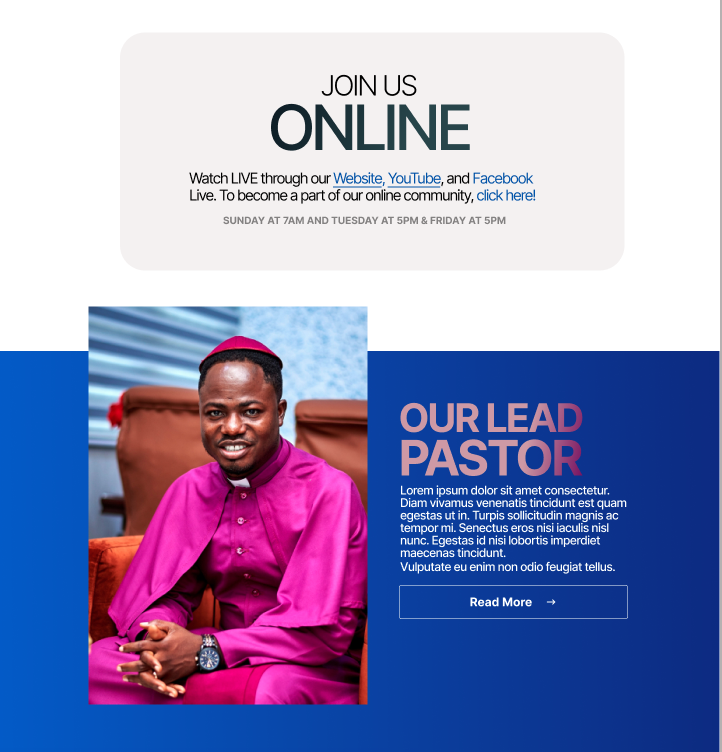 JOIN US
ONLINE
Watch LIVE through our Website, YouTube, and Facebook
Live. To become a part of our online community, click here!
SUNDAY AT 7AM AND TUESDAY AT 5PM & FRIDAY AT 5PM
OUR LEAD
PASTOR
Lorem ipsum dolor sit amet consectetur.
Diam vivamus venenatis tincidunt est quam
egestas ut in. Turpis sollicitudin magnis ac
tempor mi. Senectus eros nisi iaculis nisl
nunc. Egestas id nisi lobortis imperdiet
maecenas tincidunt.
Vulputate eu enim non odio feugiat tellus.
Read More →